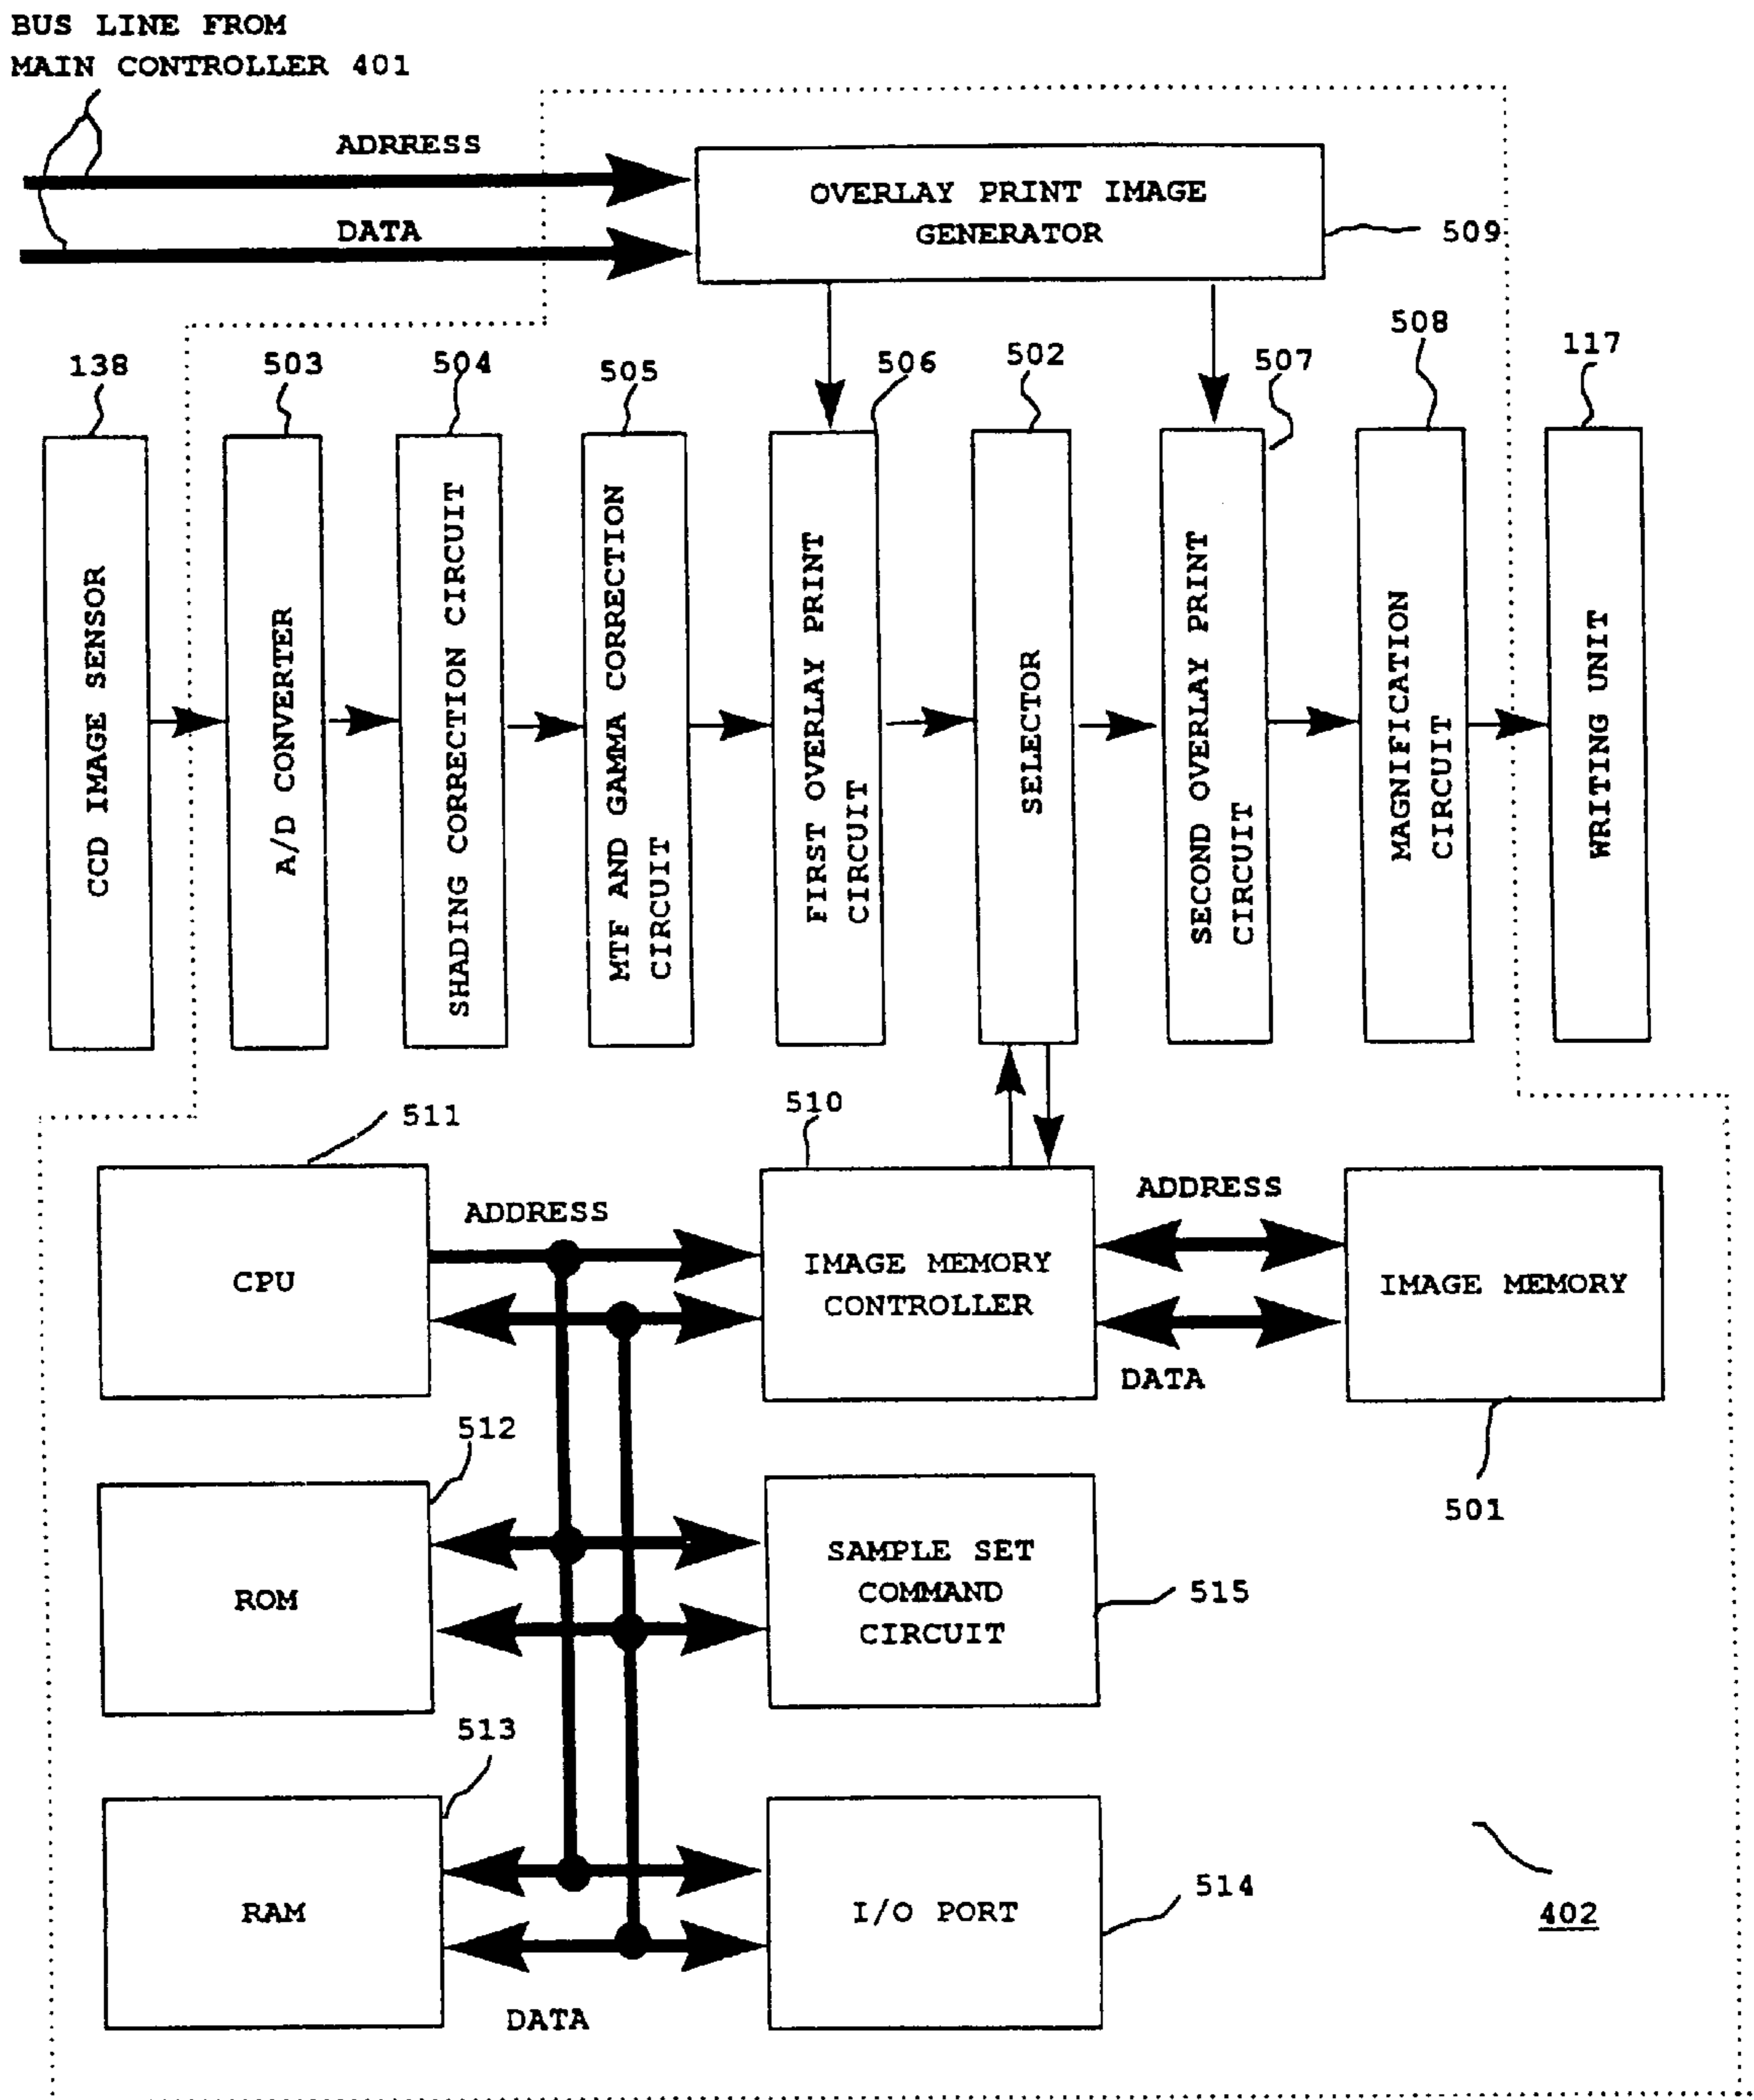 BUS LINE FROM
MAIN CONTROLLER 401
ADRRESS
DATA
OVERLAY PRINT IMAGE
GENERATOR
509
138
503
504
505
506
502
507
508
117
CCD IMAGE SENSOR
A/D CONVERTER
SHADING CORRECTION CIRCUIT
MTF AND GAMMA CORRECTION
CIRCUIT
FIRST OVERLAY PRINT
CIRCUIT
SELECTOR
SECOND OVERLAY PRINT
CIRCUIT
MAGNIFICATION
CIRCUIT
WRITING UNIT
511
510
CPU
ADDRESS
IMAGE MEMORY
CONTROLLER
ADDRESS
DATA
IMAGE MEMORY
501
512
ROM
SAMPLE SET
COMMAND
CIRCUIT
515
513
RAM
I/O PORT
514
DATA
402